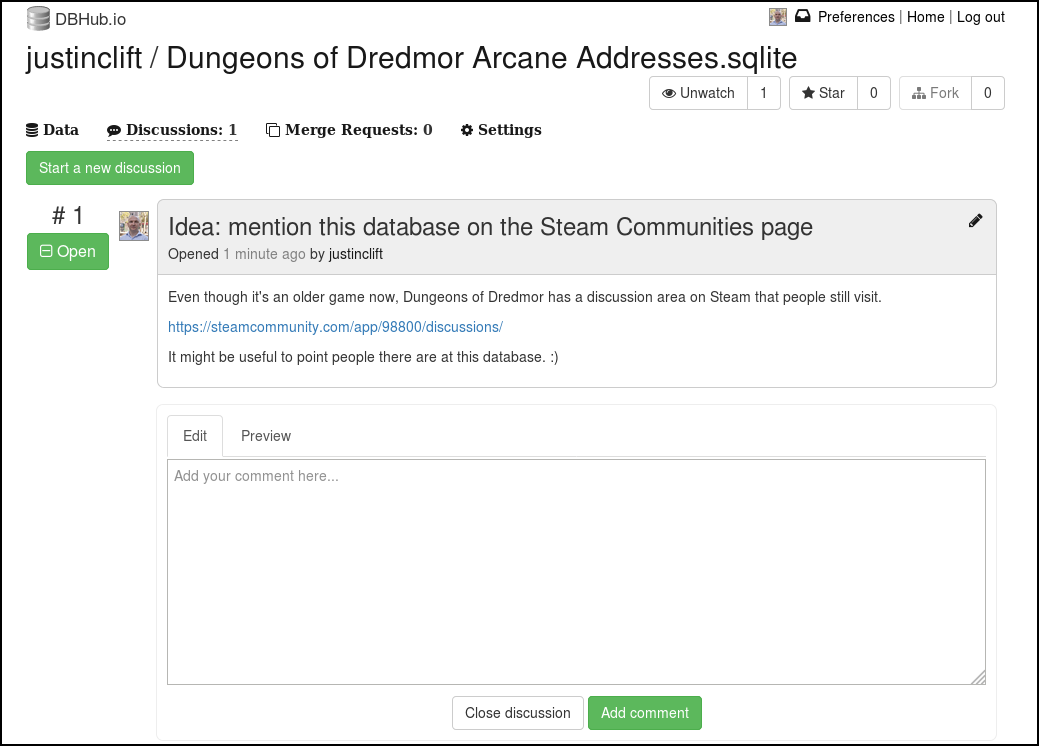 DBHub.io
Preferences | Home | Log out
justinclift / Dungeons of Dredmor Arcane Addresses.sqlite
Unwatch 1 Star 0 Fork 0
Data Discussions: 1 Merge Requests: 0 Settings
Start a new discussion
# 1
Open
Idea: mention this database on the Steam Communities page
Opened 1 minute ago by justinclift
Even though it's an older game now, Dungeons of Dredmor has a discussion area on Steam that people still visit.
https://steamcommunity.com/app/98800/discussions/
It might be useful to point people there are at this database. :)
Edit Preview
Add your comment here...
Close discussion Add comment